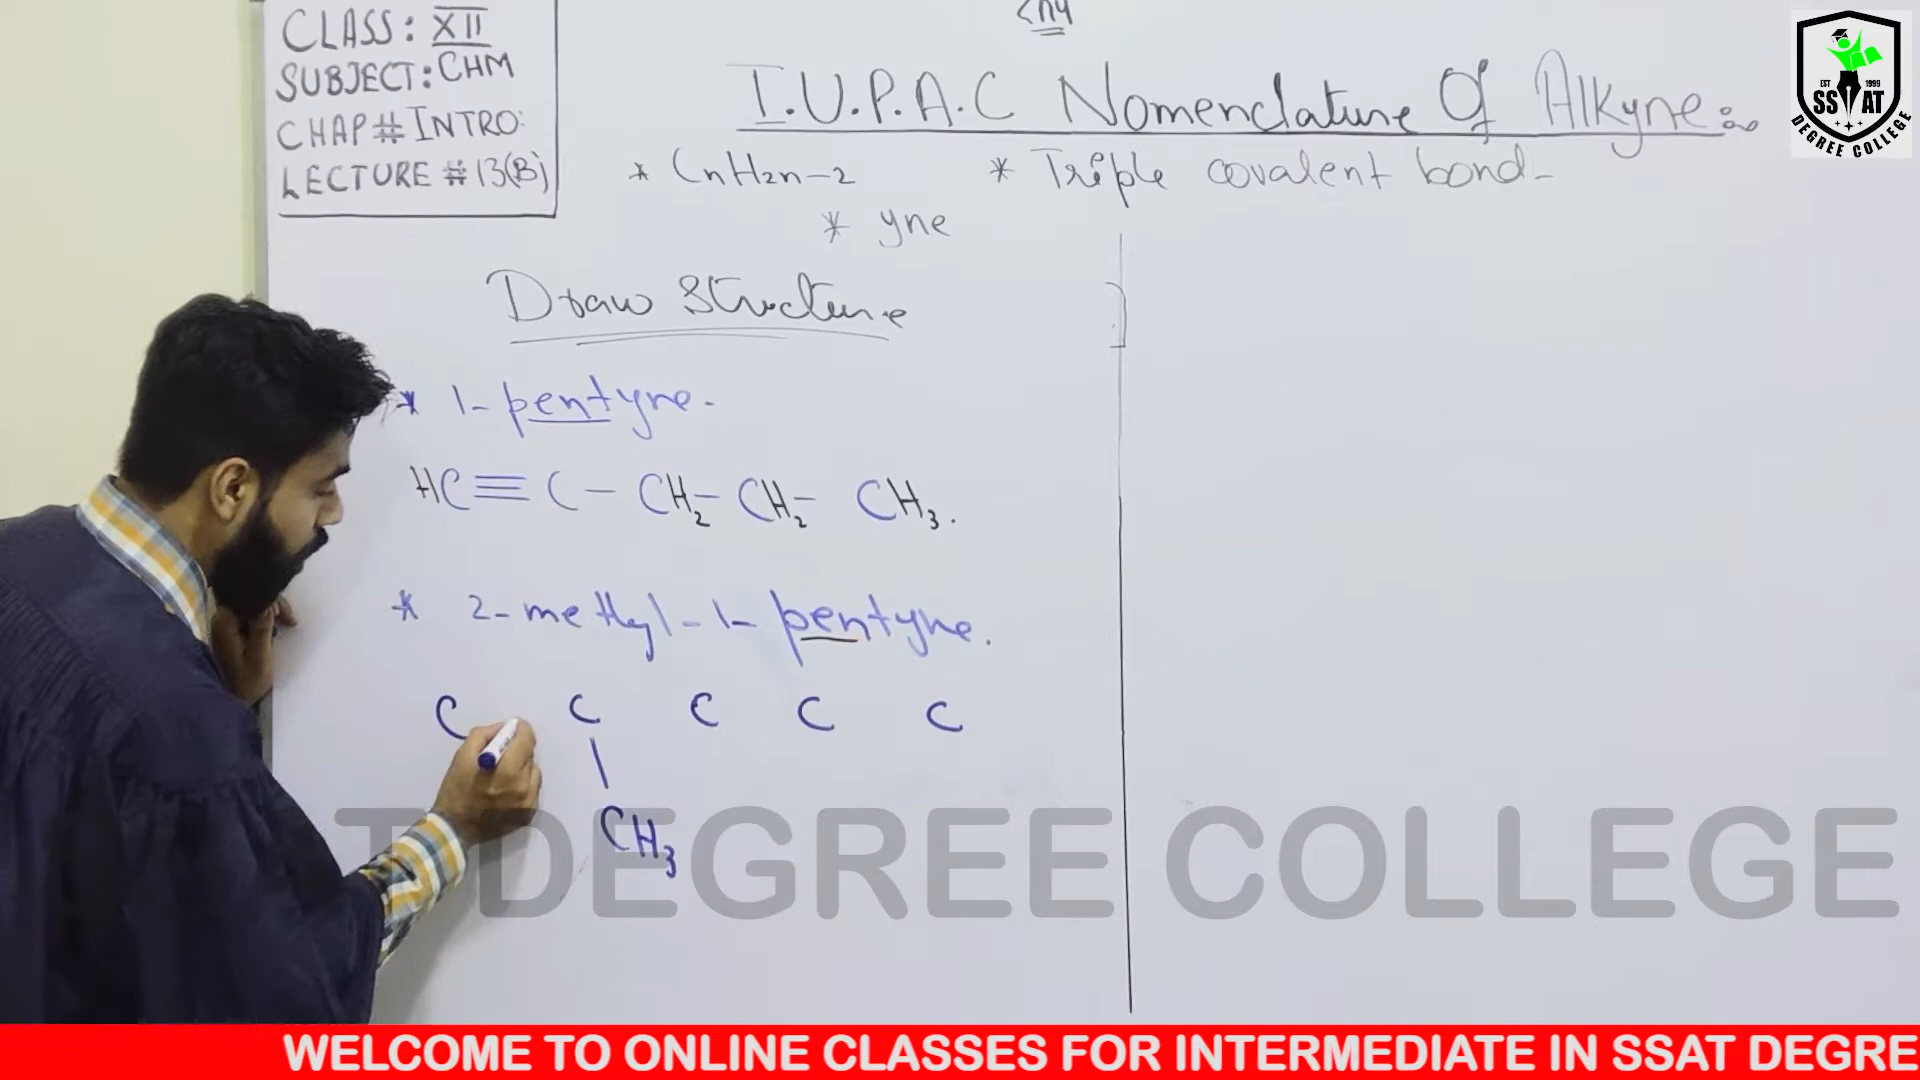 CLASS: XII
SUBJECT: CHM
CHAP # INTRO:
LECTURE # 13(B)
I.U.P.A.C Nomenclature Of Alkyne:
* CnH2n-2 * Triple covalent bond-
* yne
Draw Structure
* 1-pentyne.
HC≡C-CH2-CH2-CH3.
* 2-methyl-1-pentyne.
C C C C C
CH3
EST 1999
SSAT
DEGREE COLLEGE
T DEGREE COLLEGE
WELCOME TO ONLINE CLASSES FOR INTERMEDIATE IN SSAT DEGRE